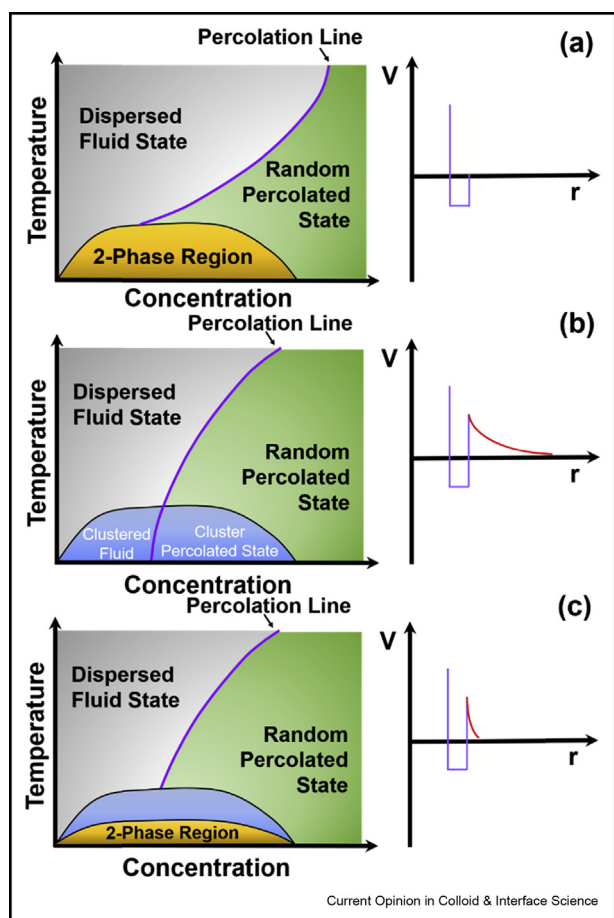 Percolation Line
(a)
V
Dispersed
Fluid State
Random
Percolated
State
r
2-Phase Region
Temperature
Concentration
Percolation Line
(b)
V
Dispersed
Fluid State
Random
Percolated
State
r
Clustered
Fluid
Cluster
Percolated State
Temperature
Concentration
Percolation Line
(c)
V
Dispersed
Fluid State
Random
Percolated
State
r
2-Phase Region
Temperature
Concentration
Current Opinion in Colloid & Interface Science